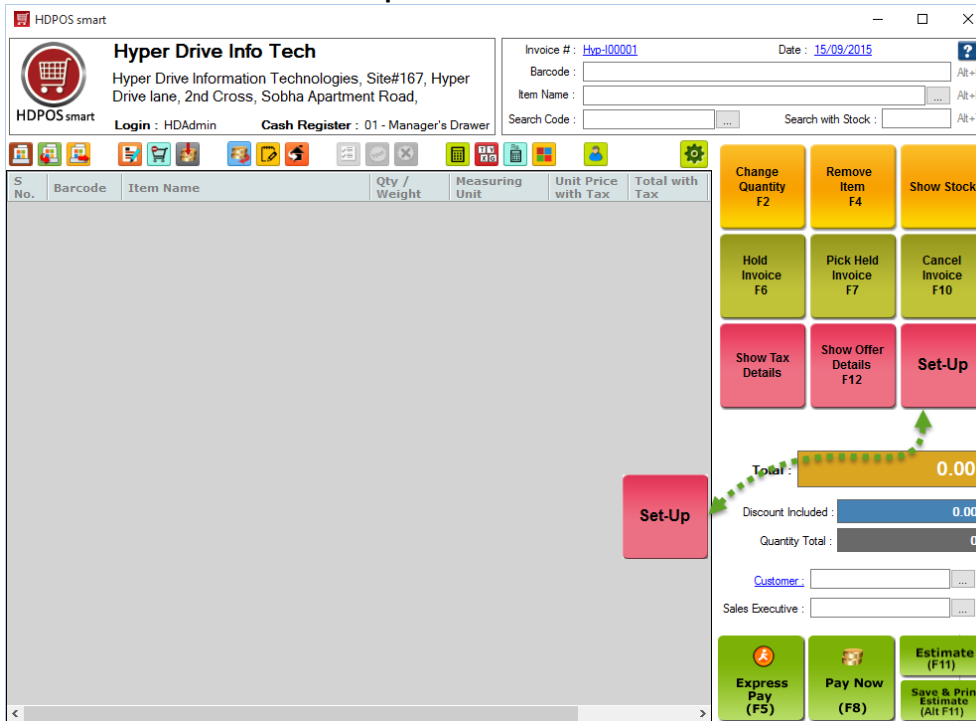 HDPOS smart
Hyper Drive Info Tech
Hyper Drive Information Technologies, Site#167, Hyper
Drive lane, 2nd Cross, Sobha Apartment Road,
HDPOS smart
Login : HDAdmin Cash Register : 01 - Manager's Drawer
Invoice # : Hyp-I00001 Date : 15/09/2015 ?
Barcode : Alt+
Item Name : ... Alt+
Search Code : ... Search with Stock : Alt+
S No. Barcode Item Name Qty / Weight Measuring Unit Unit Price with Tax Total with Tax
Change Quantity F2
Remove Item F4
Show Stock
Hold Invoice F6
Pick Held Invoice F7
Cancel Invoice F10
Show Tax Details
Show Offer Details F12
Set-Up
Set-Up
Total : 0.00
Discount Included : 0.00
Quantity Total : 0
Customer : ...
Sales Executive : ...
Express Pay (F5)
Pay Now (F8)
Estimate (F11)
Save & Prin
Estimate
(Alt F11)